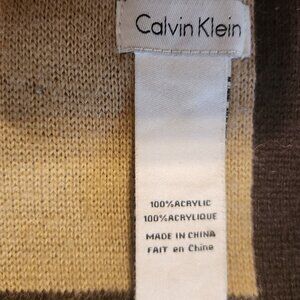 Calvin Klein
100%ACRYLIC
100%ACRYLIQUE
MADE IN CHINA
FAIT en Chine